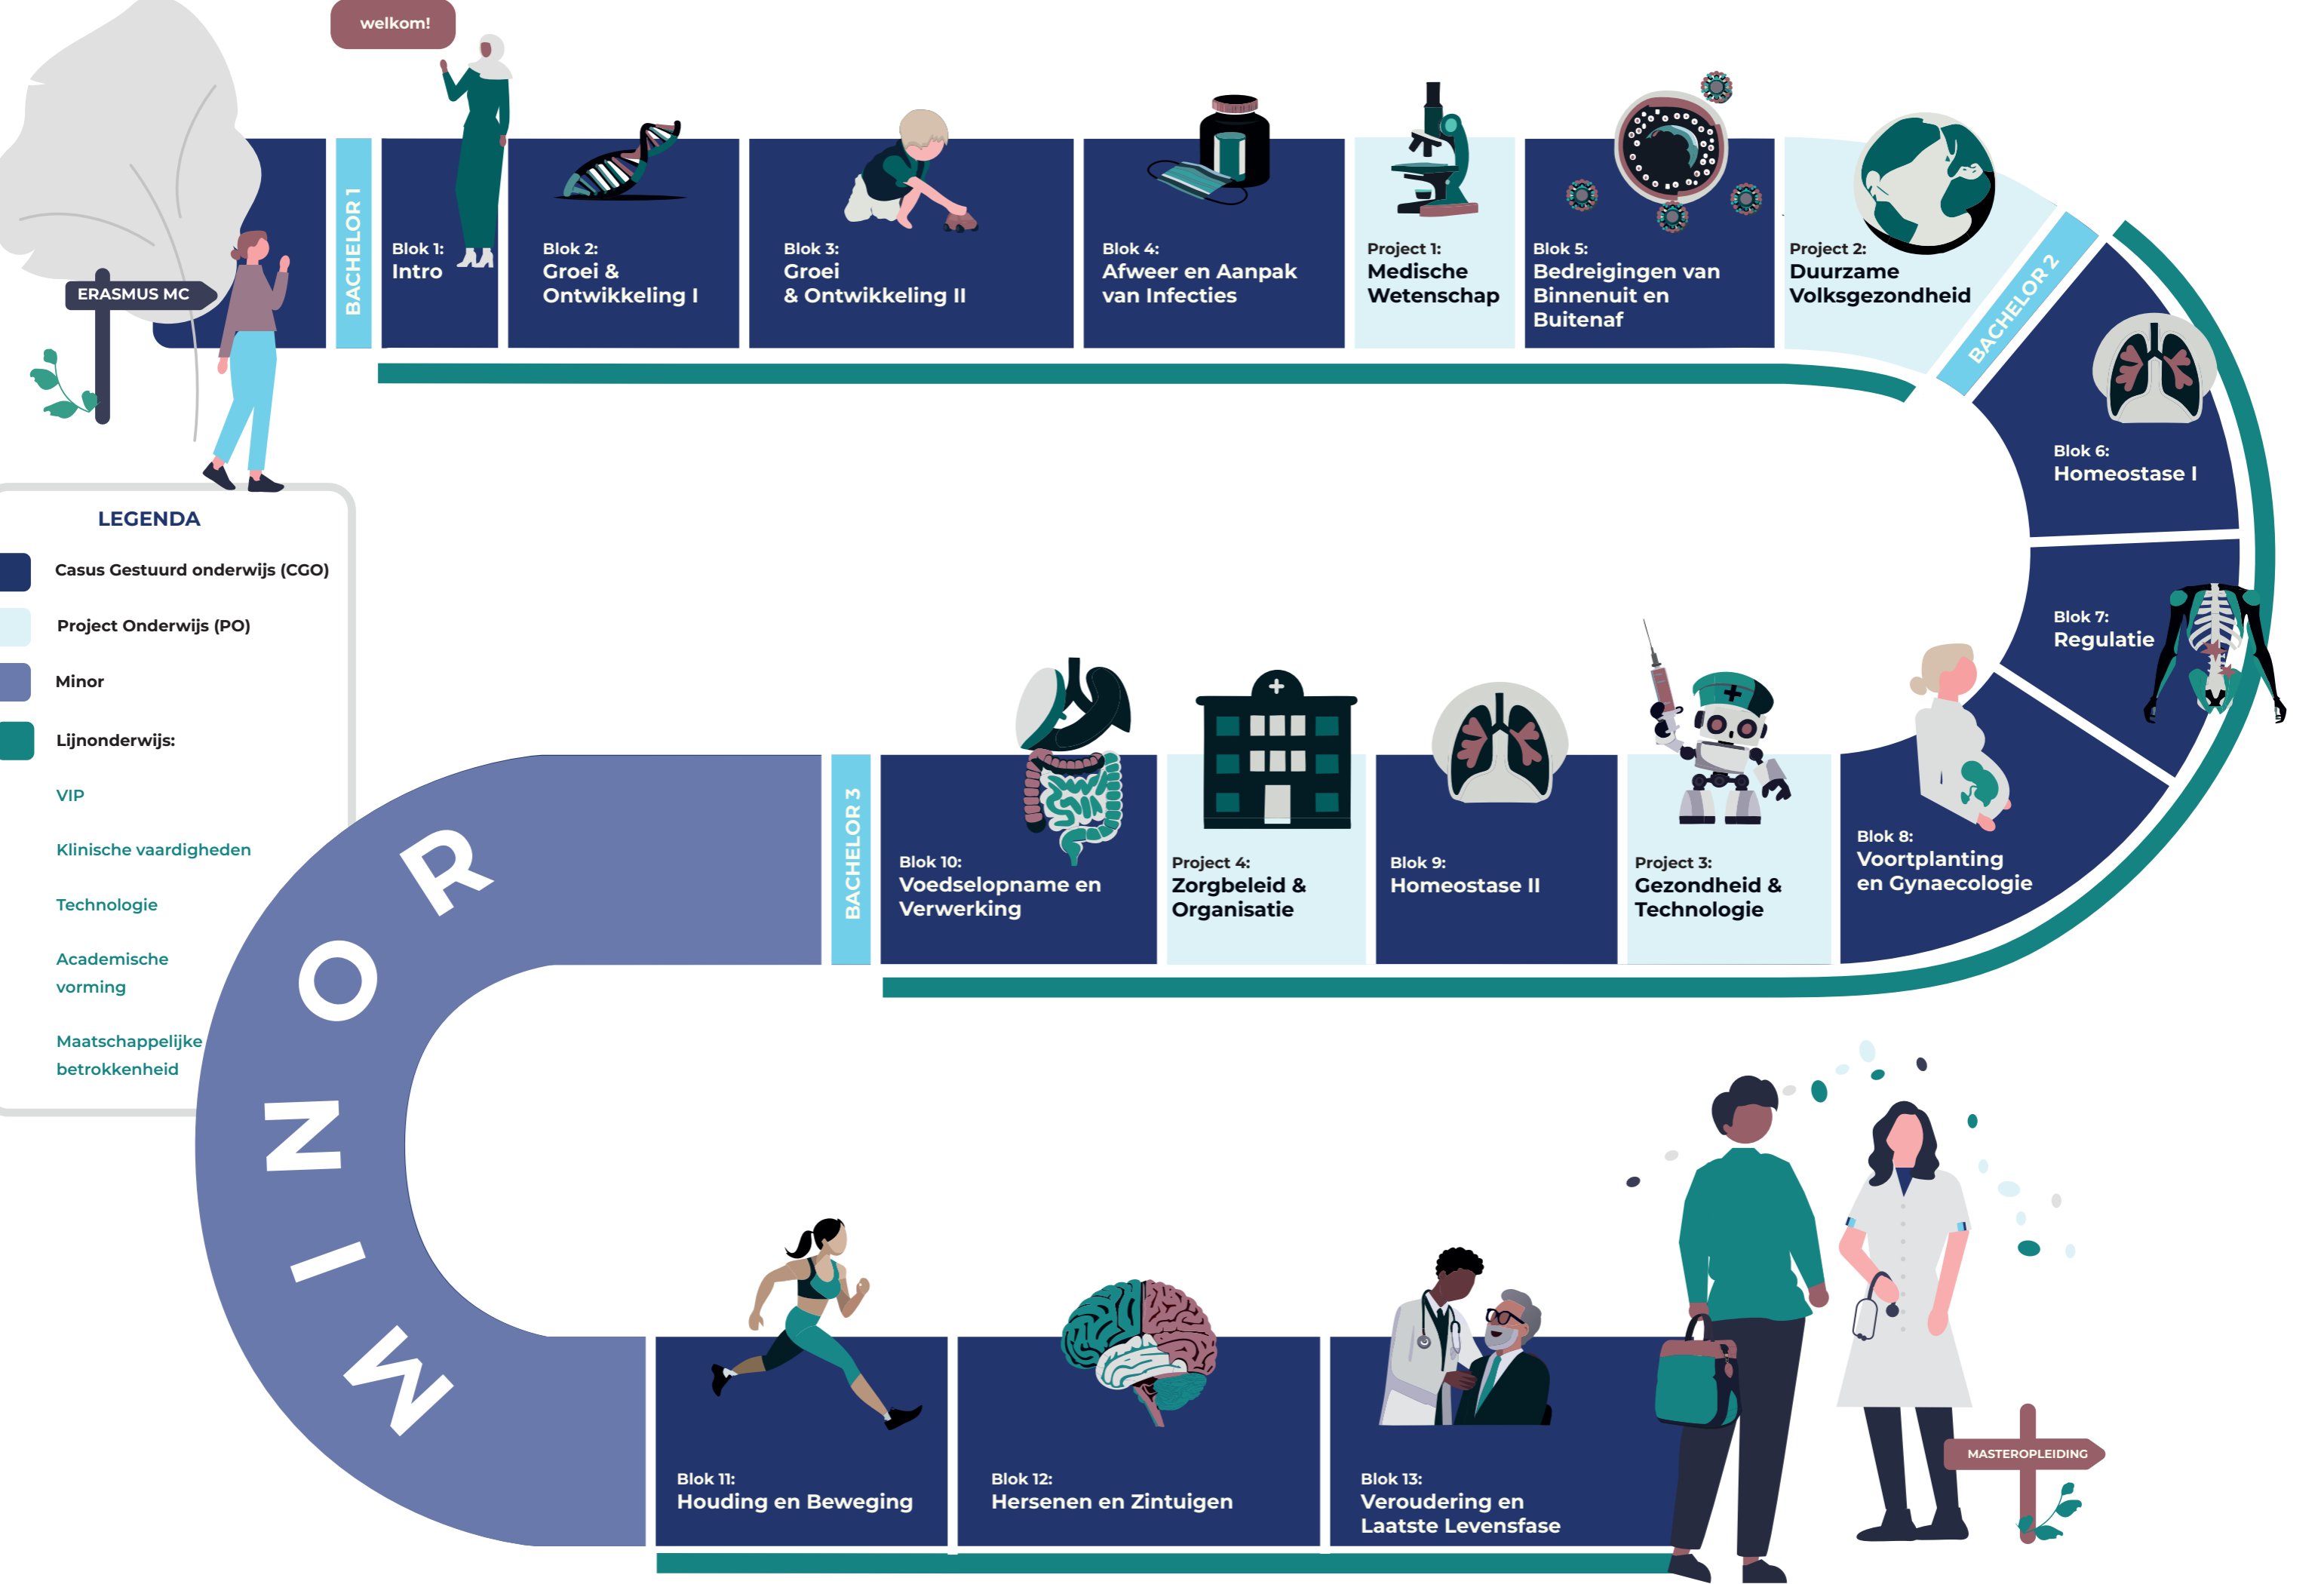 welkom!
ERASMUS MC
BACHELOR 1
Blok 1:
Intro
Blok 2:
Groei &
Ontwikkeling I
Blok 3:
Groei
& Ontwikkeling II
Blok 4:
Afweer en Aanpak
van Infecties
Project 1:
Medische
Wetenschap
Blok 5:
Bedreigingen van
Binnenuit en
Buitenaf
Project 2:
Duurzame
Volksgezondheid
BACHELOR 2
Blok 6:
Homeostase I
Blok 7:
Regulatie
Blok 8:
Voortplanting
en Gynaecologie
Project 3:
Gezondheid &
Technologie
Blok 9:
Homeostase II
Project 4:
Zorgbeleid &
Organisatie
Blok 10:
Voedselopname en
Verwerking
BACHELOR 3
MINOR
Blok 11:
Houding en Beweging
Blok 12:
Hersenen en Zintuigen
Blok 13:
Veroudering en
Laatste Levensfase
MASTEROPLEIDING
LEGENDA
Casus Gestuurd onderwijs (CGO)
Project Onderwijs (PO)
Minor
Lijnonderwijs:
VIP
Klinische vaardigheden
Technologie
Academische
vorming
Maatschappelijke
betrokkenheid